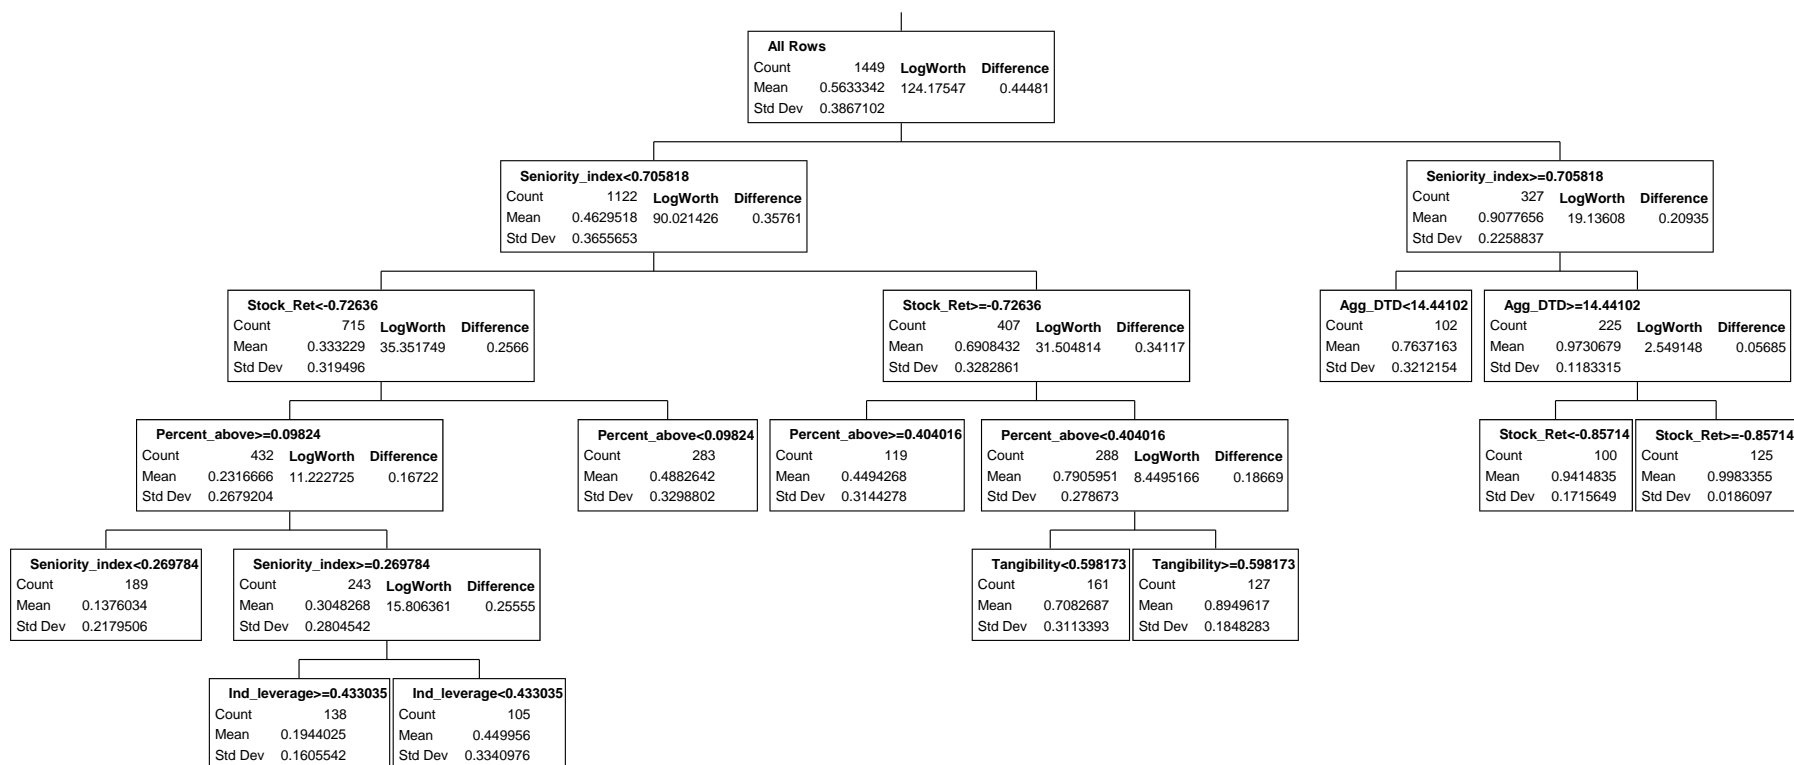 All Rows
Count 1449 LogWorth Difference
Mean 0.5633342 124.17547 0.44481
Std Dev 0.3867102
Seniority_index<0.705818
Count 1122 LogWorth Difference
Mean 0.4629518 90.021426 0.35761
Std Dev 0.3655653
Seniority_index>=0.705818
Count 327 LogWorth Difference
Mean 0.9077656 19.13608 0.20935
Std Dev 0.2258837
Stock_Ret<-0.72636
Count 715 LogWorth Difference
Mean 0.333229 35.351749 0.2566
Std Dev 0.319496
Stock_Ret>=-0.72636
Count 407 LogWorth Difference
Mean 0.6908432 31.504814 0.34117
Std Dev 0.3282861
Agg_DTD<14.44102
Count 102
Mean 0.7637163
Std Dev 0.3212154
Agg_DTD>=14.44102
Count 225 LogWorth Difference
Mean 0.9730679 2.549148 0.05685
Std Dev 0.1183315
Percent_above>=0.09824
Count 432 LogWorth Difference
Mean 0.2316666 11.222725 0.16722
Std Dev 0.2679204
Percent_above<0.09824
Count 283
Mean 0.4882642
Std Dev 0.3298802
Percent_above>=0.404016
Count 119
Mean 0.4494268
Std Dev 0.3144278
Percent_above<0.404016
Count 288 LogWorth Difference
Mean 0.7905951 8.4495166 0.18669
Std Dev 0.278673
Stock_Ret<-0.85714
Count 100
Mean 0.9414835
Std Dev 0.1715649
Stock_Ret>=-0.85714
Count 125
Mean 0.9983355
Std Dev 0.0186097
Seniority_index<0.269784
Count 189
Mean 0.1376034
Std Dev 0.2179506
Seniority_index>=0.269784
Count 243 LogWorth Difference
Mean 0.3048268 15.806361 0.25555
Std Dev 0.2804542
Tangibility<0.598173
Count 161
Mean 0.7082687
Std Dev 0.3113393
Tangibility>=0.598173
Count 127
Mean 0.8949617
Std Dev 0.1848283
Ind_leverage>=0.433035
Count 138
Mean 0.1944025
Std Dev 0.1605542
Ind_leverage<0.433035
Count 105
Mean 0.449956
Std Dev 0.3340976